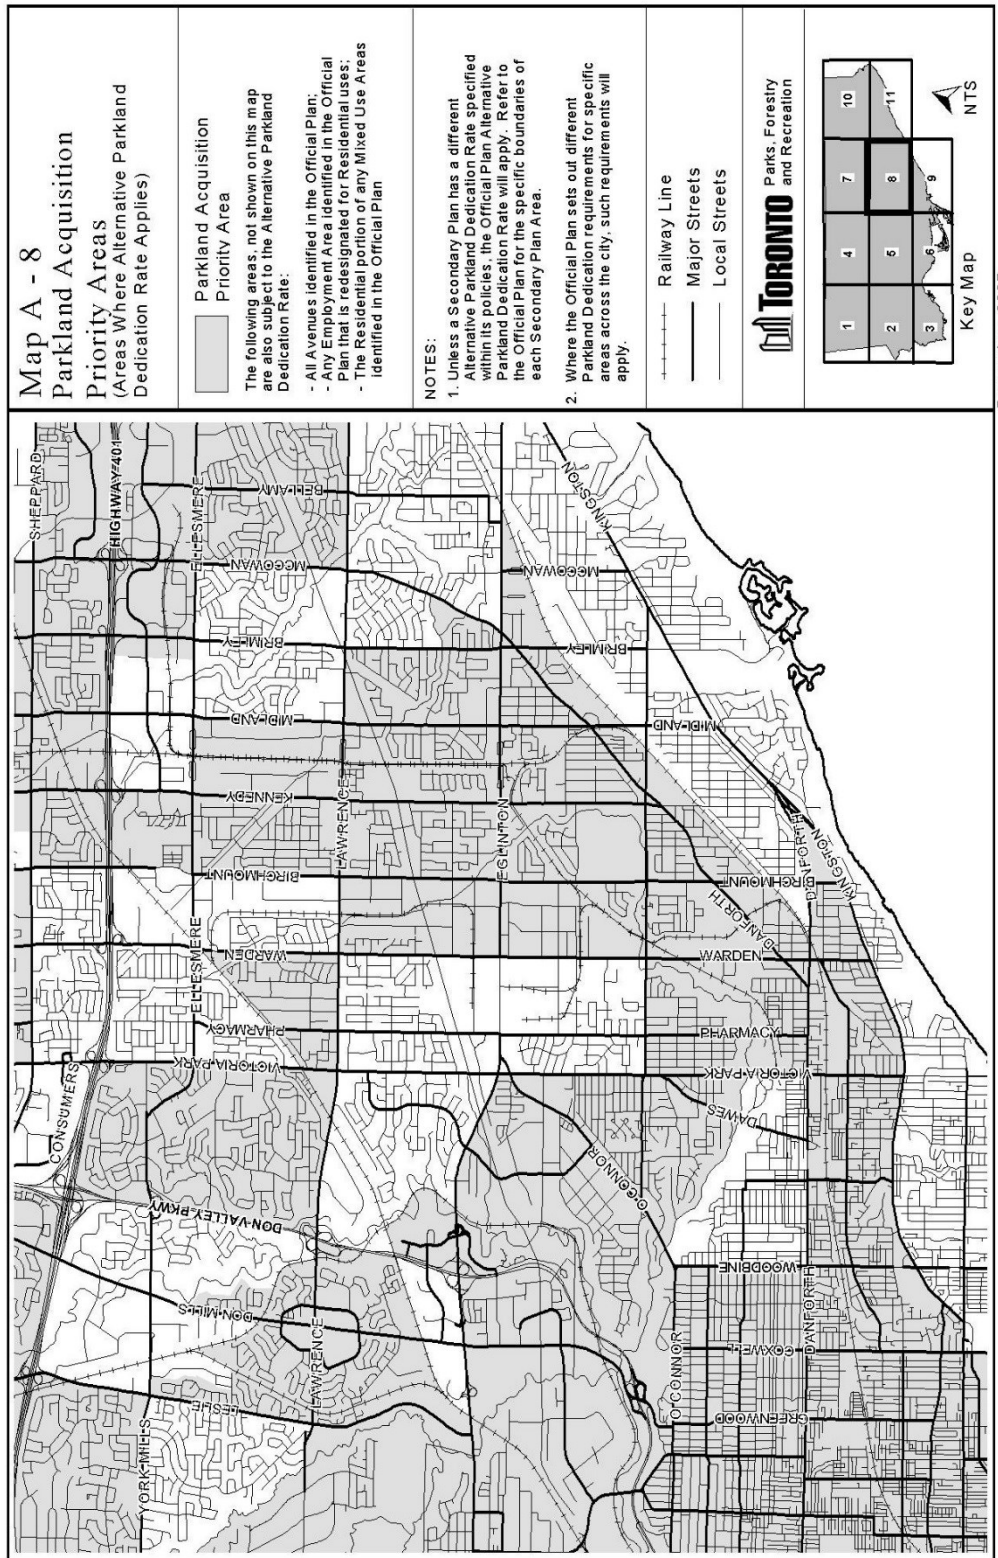 Map A - 8
Parkland Acquisition
Priority Areas
(Areas Where Alternative Parkland
Dedication Rate Applies)
Parkland Acquisition
Priority Area
The following areas, not shown on this map
are also subject to the Alternative Parkland
Dedication Rate:
- All Avenues identified in the Official Plan;
- Any Employment Area identified in the Official
Plan that is redesignated for Residential uses;
- The Residential portion of any Mixed Use Areas
identified in the Official Plan
NOTES:
1. Unless a Secondary Plan has a different
Alternative Parkland Dedication Rate specified
within its policies, the Official Plan Alternative
Parkland Dedication Rate will apply. Refer to
the Official Plan for the specific boundaries of
each Secondary Plan Area.
2. Where the Official Plan sets out different
Parkland Dedication requirements for specific
areas across the city, such requirements will
apply.
Railway Line
Major Streets
Local Streets
TORONTO
Parks, Forestry
and Recreation
1
4
7
10
2
5
8
11
3
6
9
Key Map
NTS
SHEPPARD
CONSUMERS
HIGHWAY 401
YORK MILLS
ELLESMERE
ELLESMERE
LESLIE
DON MILLS
DON VALLEY PKWY
VICTORIA PARK
PHARMACY
WARDEN
BIRCHMOUNT
KENNEDY
MIDLAND
BRIMLEY
MCCOWAN
BELLAMY
LAWRENCE
LAWRENCE
EGLINTON
O'CONNOR
MCCOWAN
BRIMLEY
KINGSTON
MIDLAND
O'CONNOR
DAWES
VICTORIA PARK
PHARMACY
WARDEN
DANFORTH
BIRCHMOUNT
GREENWOOD
COXWELL
WOODBINE
DANFORTH
DANFORTH
KINGSTON